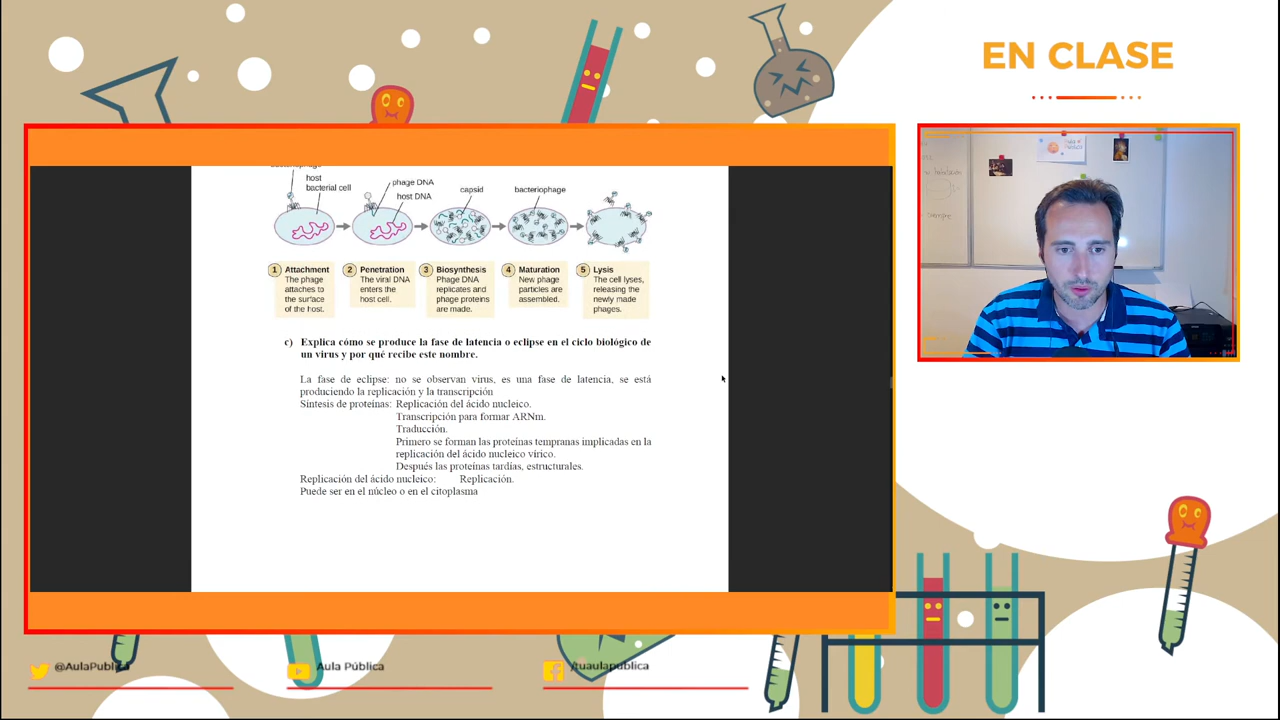 EN CLASE
host
bacterial cell
phage DNA
host DNA
capsid
bacteriophage
1 Attachment
The phage
attaches to
the surface
of the host.
2 Penetration
The viral DNA
enters the
host cell.
3 Biosynthesis
Phage DNA
replicates and
phage proteins
are made.
4 Maturation
New phage
particles are
assembled.
5 Lysis
The cell lyses,
releasing the
newly made
phages.
c) Explica cómo se produce la fase de latencia o eclipse en el ciclo biológico de
un virus y por qué recibe este nombre.
La fase de eclipse: no se observan virus, es una fase de latencia, se está
produciendo la replicación y la transcripción
Síntesis de proteínas: Replicación del ácido nucleico.
Transcripción para formar ARNm.
Traducción.
Primero se forman las proteínas tempranas implicadas en la
replicación del ácido nucleico vírico.
Después las proteínas tardías, estructurales.
Replicación del ácido nucleico: Replicación.
Puede ser en el núcleo o en el citoplasma
@AulaPublica
Aula Pública
/tuaulapublica